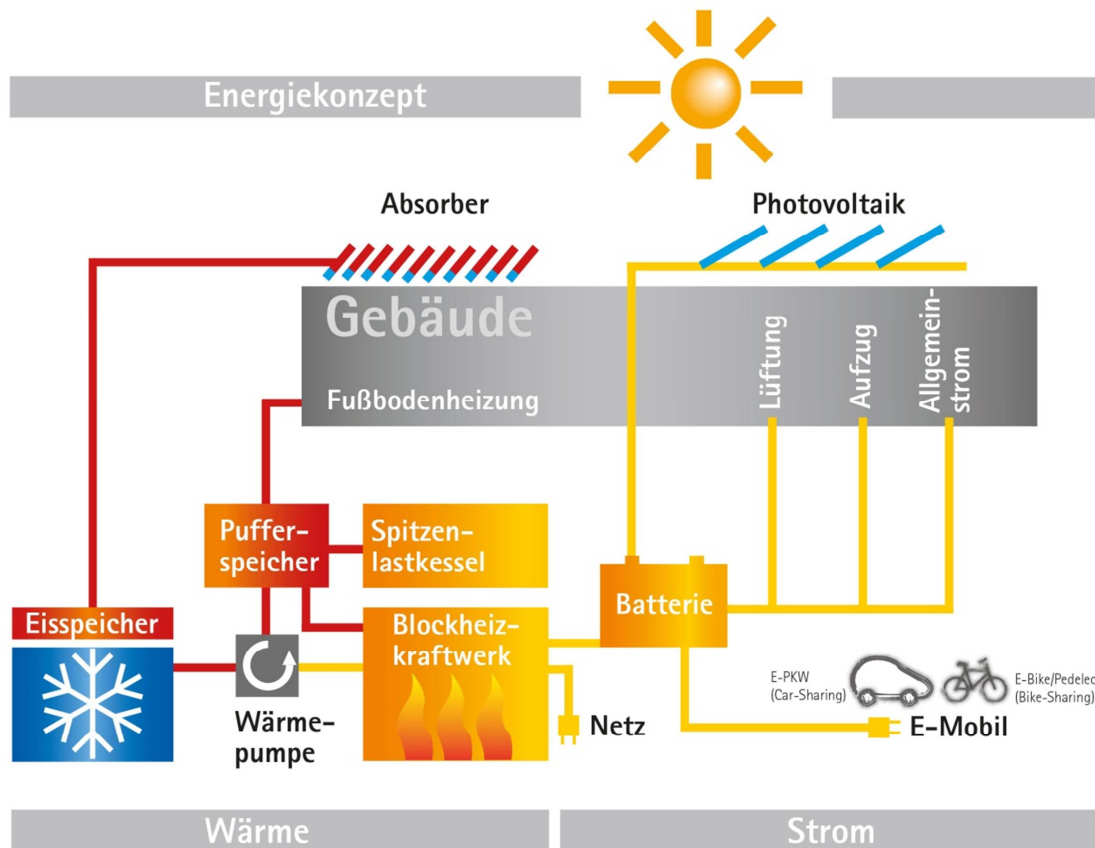 Energiekonzept
Absorber
Photovoltaik
Gebäude
Fußbodenheizung
Lüftung
Aufzug
Allgemein-
strom
Puffer-
speicher
Spitzen-
lastkessel
Eisspeicher
Wärme-
pumpe
Blockheiz-
kraftwerk
Netz
Batterie
E-PKW
(Car-Sharing)
E-Bike/Pedelec
(Bike-Sharing)
E-Mobil
Wärme
Strom